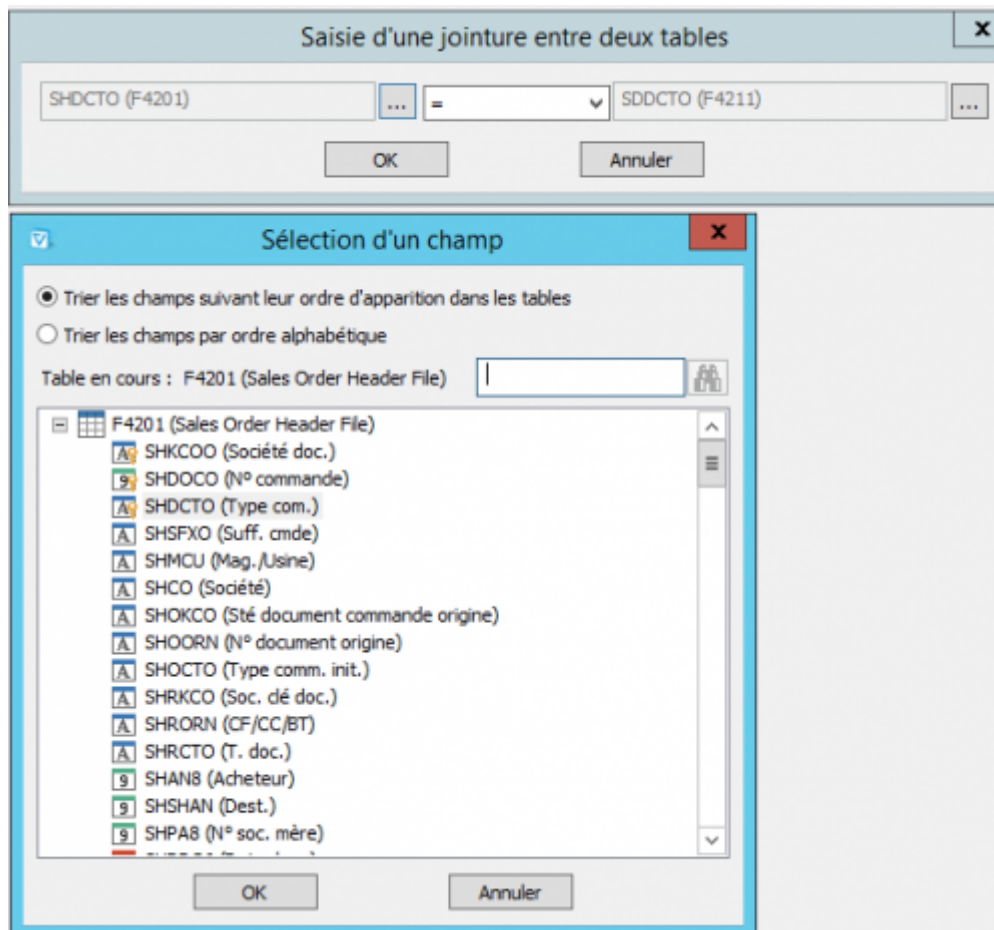 Saisie d'une jointure entre deux tables
x
SHDCTO (F4201) ... = SDDCTO (F4211) ...
OK Annuler
Sélection d'un champ
x
Trier les champs suivant leur ordre d'apparition dans les tables
Trier les champs par ordre alphabétique
Table en cours : F4201 (Sales Order Header File)
F4201 (Sales Order Header File)
SHKCOO (Société doc.)
SHDOCO (Nº commande)
SHDCTO (Type com.)
SHSFXO (Suff. cmde)
SHMCU (Mag./Usine)
SHCO (Société)
SHOKCO (Sté document commande origine)
SHOORN (Nº document origine)
SHOCTO (Type comm. init.)
SHRKCO (Soc. clé doc.)
SHRORN (CF/CC/BT)
SHRCTO (T. doc.)
SHAN8 (Acheteur)
SHSHAN (Dest.)
SHPA8 (Nº soc. mère)
OK Annuler